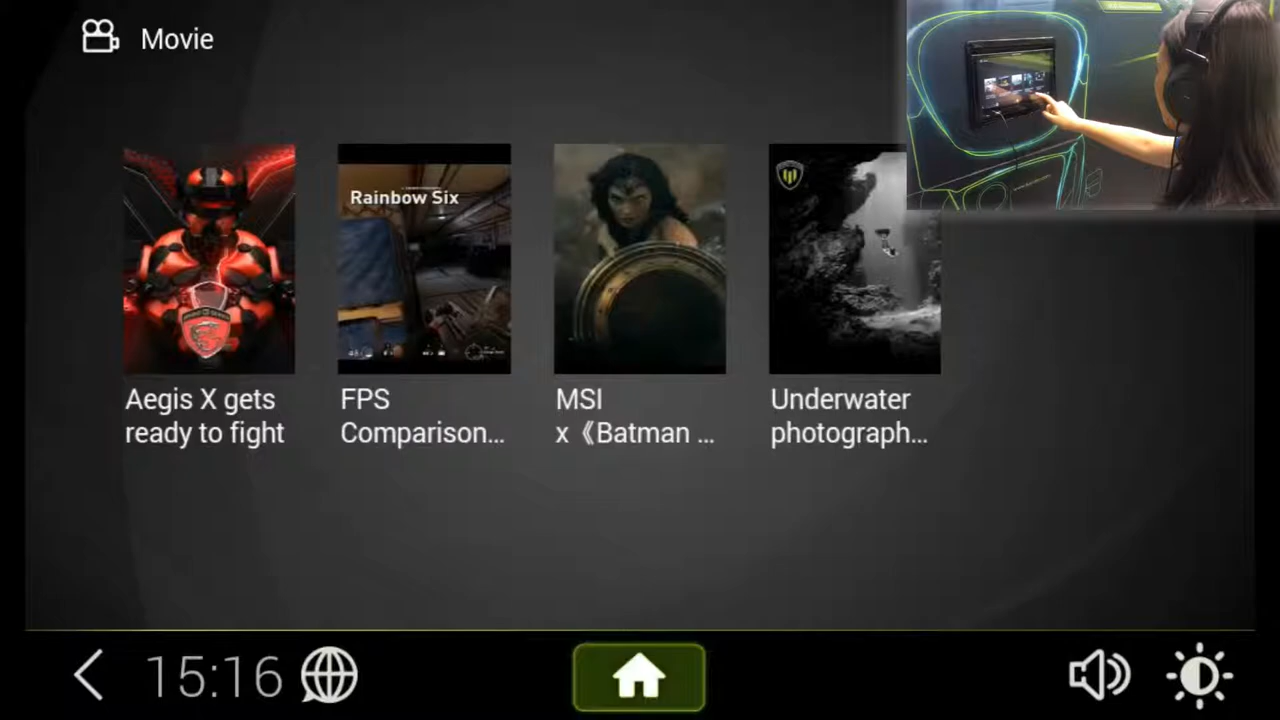 Movie
Rainbow Six
Aegis X gets
ready to fight
FPS
Comparison...
MSI
x《Batman ...
Underwater
photograph...
15:16